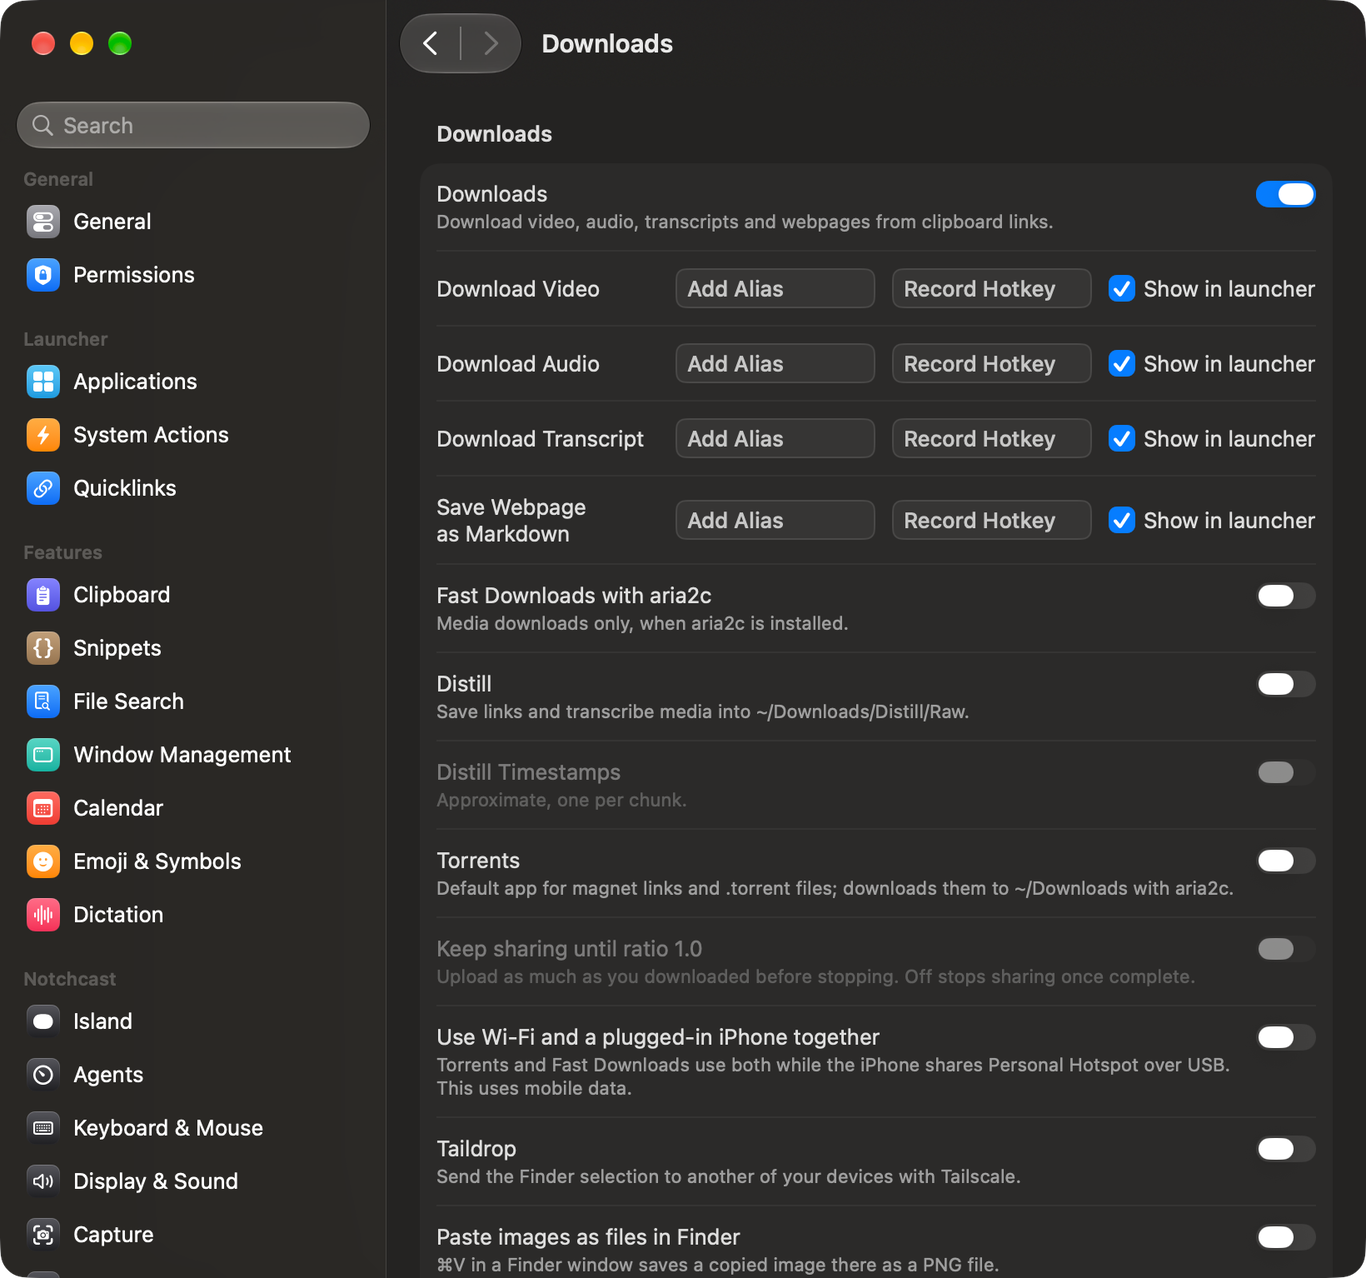 Downloads
Search
General
General
Permissions
Launcher
Applications
System Actions
Quicklinks
Features
Clipboard
Snippets
File Search
Window Management
Calendar
Emoji & Symbols
Dictation
Notchcast
Island
Agents
Keyboard & Mouse
Display & Sound
Capture
Downloads
Downloads
Download video, audio, transcripts and webpages from clipboard links.
Download Video Add Alias Record Hotkey Show in launcher
Download Audio Add Alias Record Hotkey Show in launcher
Download Transcript Add Alias Record Hotkey Show in launcher
Save Webpage
as Markdown Add Alias Record Hotkey Show in launcher
Fast Downloads with aria2c
Media downloads only, when aria2c is installed.
Distill
Save links and transcribe media into ~/Downloads/Distill/Raw.
Distill Timestamps
Approximate, one per chunk.
Torrents
Default app for magnet links and .torrent files; downloads them to ~/Downloads with aria2c.
Keep sharing until ratio 1.0
Upload as much as you downloaded before stopping. Off stops sharing once complete.
Use Wi-Fi and a plugged-in iPhone together
Torrents and Fast Downloads use both while the iPhone shares Personal Hotspot over USB.
This uses mobile data.
Taildrop
Send the Finder selection to another of your devices with Tailscale.
Paste images as files in Finder
⌘V in a Finder window saves a copied image there as a PNG file.